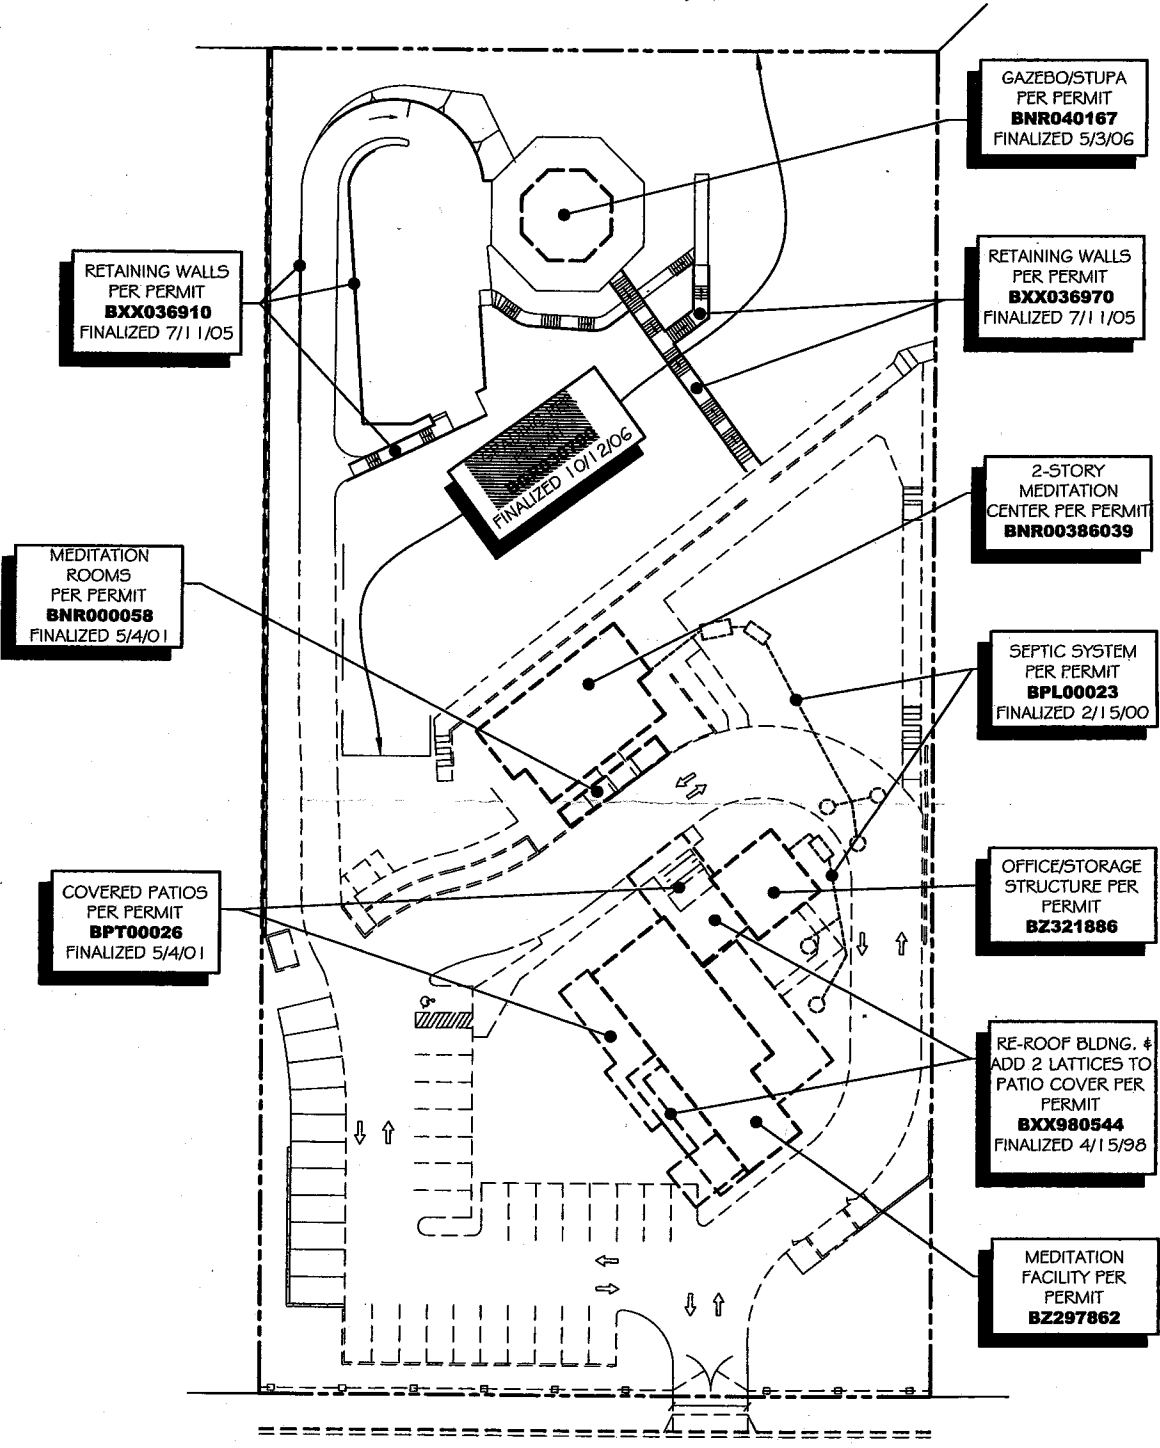 GAZEBO/STUPA
PER PERMIT
BNR040167
FINALIZED 5/3/06
RETAINING WALLS
PER PERMIT
BXX036910
FINALIZED 7/11/05
RETAINING WALLS
PER PERMIT
BXX036970
FINALIZED 7/11/05
FINALIZED 10/12/06
2-STORY
MEDITATION
CENTER PER PERMIT
BNR00386039
MEDITATION
ROOMS
PER PERMIT
BNR000058
FINALIZED 5/4/01
SEPTIC SYSTEM
PER PERMIT
BPL00023
FINALIZED 2/15/00
COVERED PATIOS
PER PERMIT
BPT00026
FINALIZED 5/4/01
OFFICE/STORAGE
STRUCTURE PER
PERMIT
BZ321886
RE-ROOF BLDNG. &
ADD 2 LATTICES TO
PATIO COVER PER
PERMIT
BXX980544
FINALIZED 4/15/98
MEDITATION
FACILITY PER
PERMIT
BZ297862